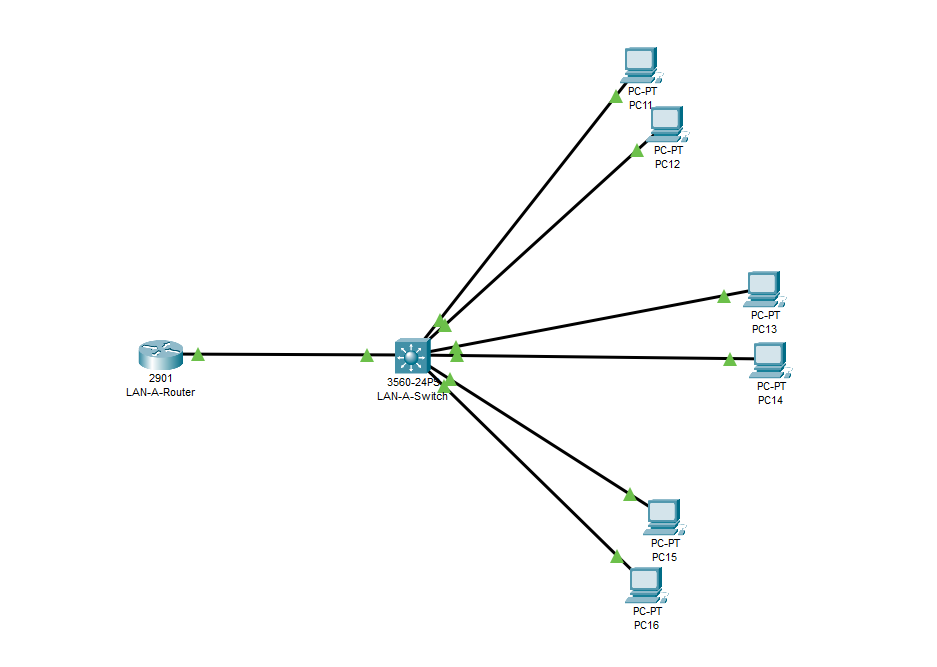 PC-PT
PC11
PC-PT
PC12
PC-PT
PC13
2901
LAN-A-Router
3560-24PS
LAN-A-Switch
PC-PT
PC14
PC-PT
PC15
PC-PT
PC16